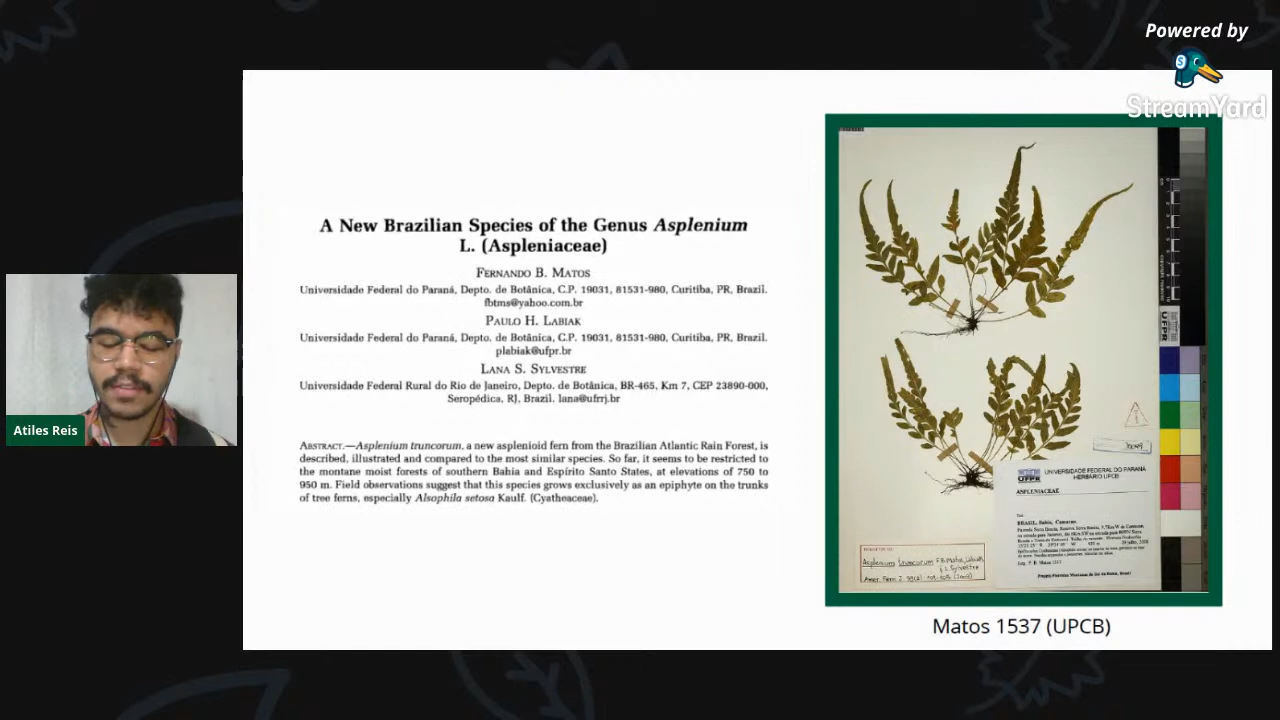 Powered by
StreamYard
A New Brazilian Species of the Genus Asplenium
L. (Aspleniaceae)
FERNANDO B. MATOS
Universidade Federal do Paraná, Depto. de Botânica, C.P. 19031, 81531-980, Curitiba, PR, Brazil.
fbtms@yahoo.com.br
PAULO H. LABIAK
Universidade Federal do Paraná, Depto. de Botânica, C.P. 19031, 81531-980, Curitiba, PR, Brazil.
plabiak@ufpr.br
LANA S. SYLVESTRE
Universidade Federal Rural do Rio de Janeiro, Depto. de Botânica, BR-465, Km 7, CEP 23890-000,
Seropédica, RJ, Brazil. lana@ufrrj.br
ABSTRACT.—Asplenium truncorum, a new asplenioid fern from the Brazilian Atlantic Rain Forest, is
described, illustrated and compared to the most similar species. So far, it seems to be restricted to
the montane moist forests of southern Bahia and Espírito Santo States, at elevations of 750 to
950 m. Field observations suggest that this species grows exclusively as an epiphyte on the trunks
of tree ferns, especially Alsophila setosa Kaulf. (Cyatheaceae).
UFPR
UNIVERSIDADE FEDERAL DO PARANÁ
HERBÁRIO UPCB
UFPR
ASPLENIACEAE
BRASIL, Bahia, Camacan.
Asplenium truncorum F.B. Matos, Labiak
& L. Sylvestre
Matos 1537 (UPCB)
Atiles Reis